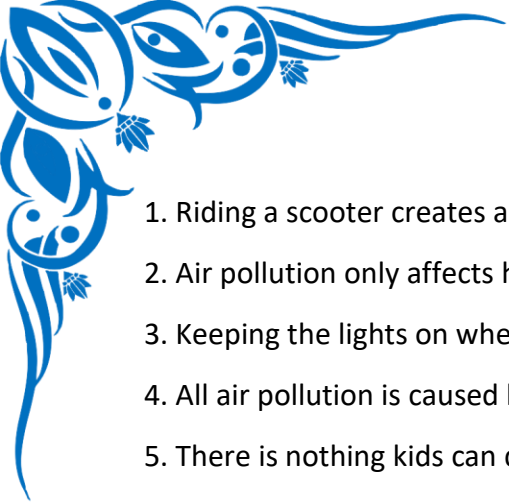 1. Riding a scooter creates a
2. Air pollution only affects
3. Keeping the lights on whe
4. All air pollution is caused
5. There is nothing kids can